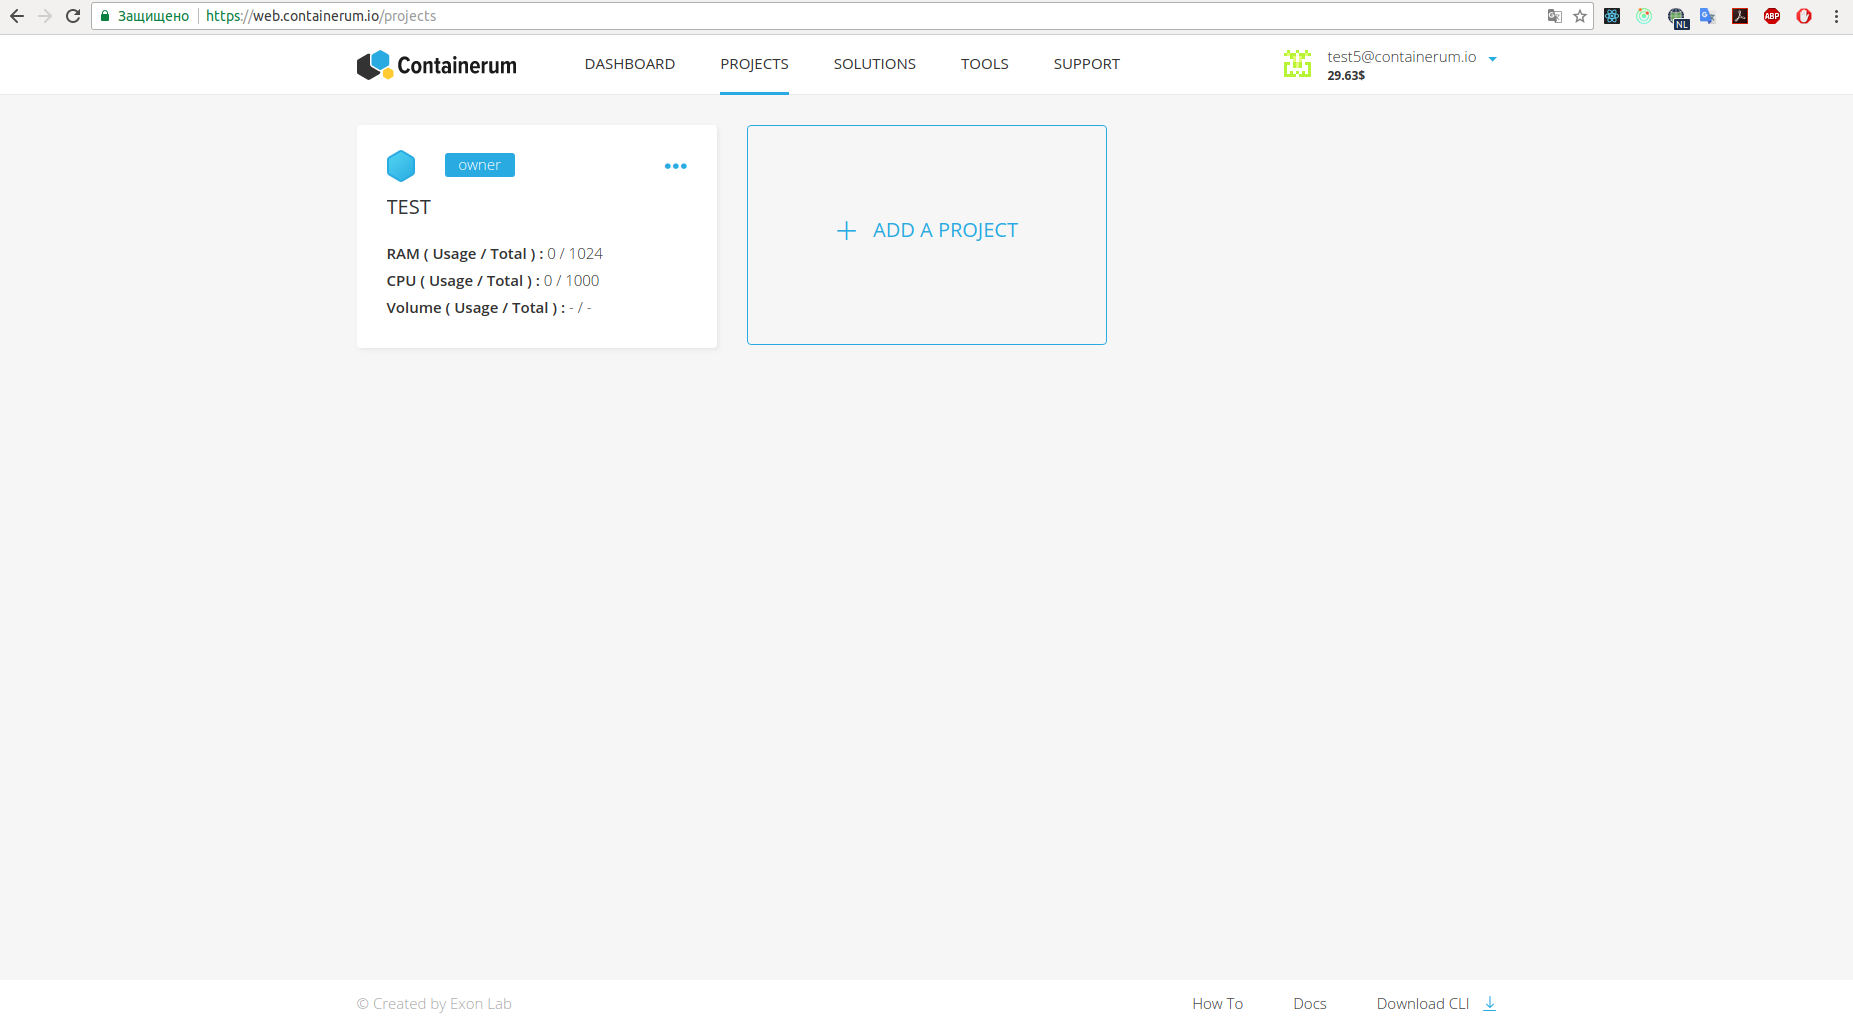 Защищено https://web.containerum.io/projects
NL
ABP
Containerum DASHBOARD PROJECTS SOLUTIONS TOOLS SUPPORT test5@containerum.io
29.63$
owner
TEST
RAM ( Usage / Total ) : 0 / 1024
CPU ( Usage / Total ) : 0 / 1000
Volume ( Usage / Total ) : - / -
ADD A PROJECT
© Created by Exon Lab How To Docs Download CLI